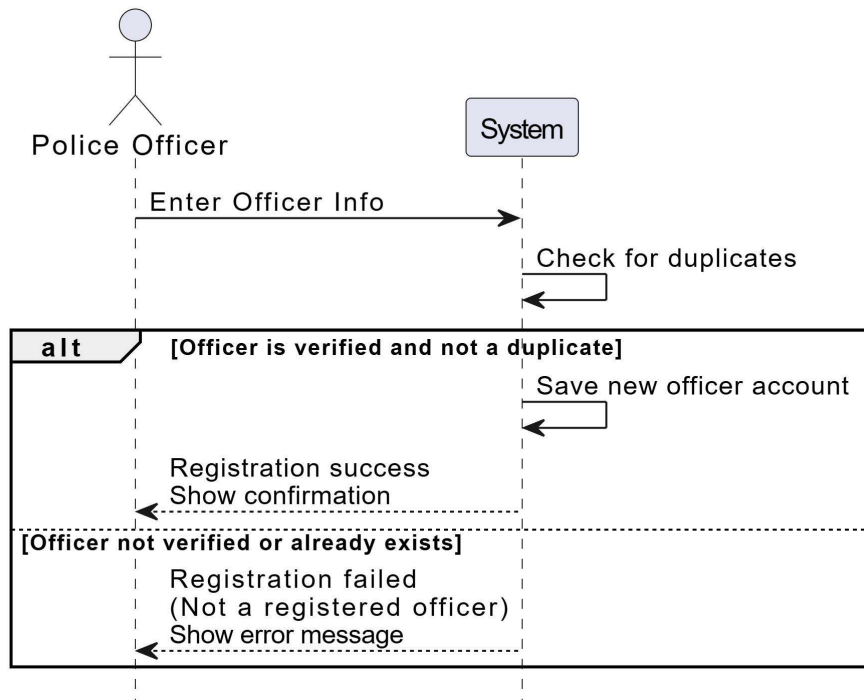 Police Officer
System
Enter Officer Info
Check for duplicates
alt
[Officer is verified and not a duplicate]
Save new officer account
Registration success
Show confirmation
[Officer not verified or already exists]
Registration failed
(Not a registered officer)
Show error message